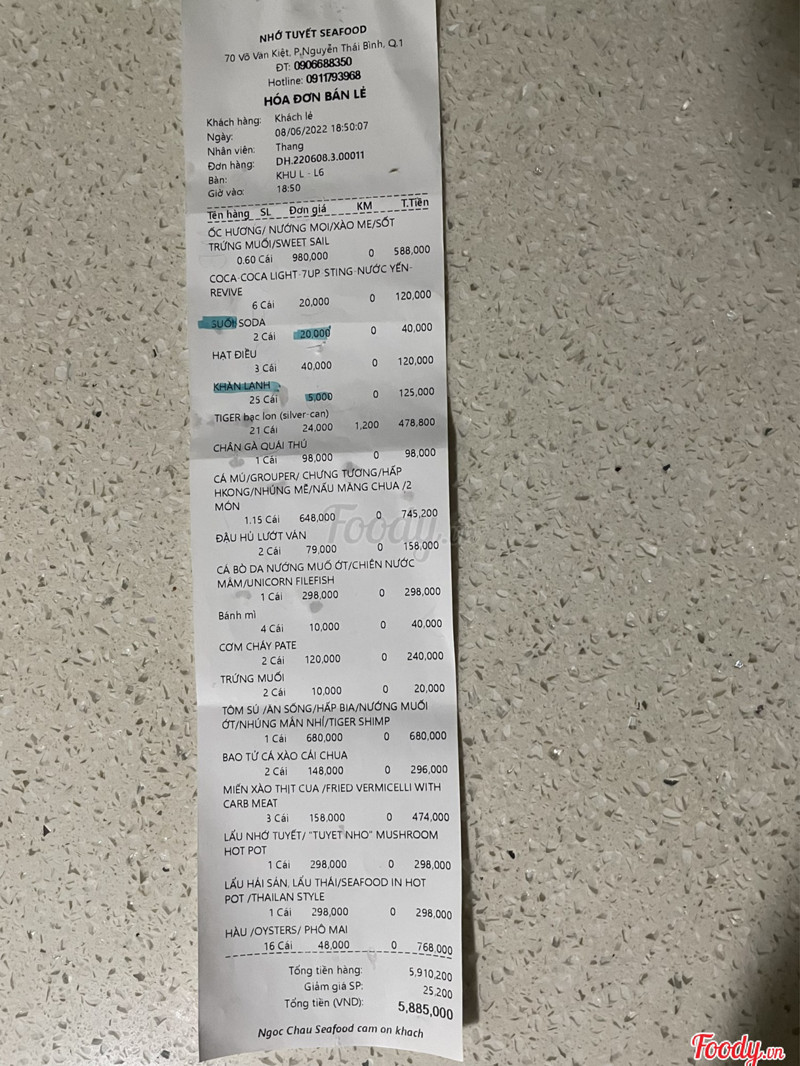 NHỚ TUYẾT SEAFOOD
70 Võ Văn Kiệt, P.Nguyễn Thái Bình, Q.1
ĐT: 0906688350
Hotline: 0911793968
HÓA ĐƠN BÁN LẺ
Khách hàng: Khách lẻ
Ngày: 08/06/2022 18:50:07
Nhân viên: Thang
Đơn hàng: DH.220608.3.00011
Bàn: KHU L - L6
Giờ vào: 18:50
Tên hàng SL Đơn giá KM T.Tiền
ỐC HƯƠNG/ NƯỚNG MỌI/XÀO ME/SỐT
TRỨNG MUỐI/SWEET SAIL
0.60 Cái 980,000 0 588,000
COCA-COCA LIGHT-7UP STING-NƯỚC YẾN-
REVIVE
6 Cái 20,000 0 120,000
SUỐI SODA
2 Cái 20,000 0 40,000
HẠT ĐIỀU
3 Cái 40,000 0 120,000
KHĂN LẠNH
25 Cái 5,000 0 125,000
TIGER bạc lon (silver-can)
21 Cái 24,000 1,200 478,800
CHÂN GÀ QUÁI THÚ
1 Cái 98,000 0 98,000
CÁ MÚ/GROUPER/ CHƯNG TƯƠNG/HẤP
HKONG/NHÚNG MẺ/NẤU MĂNG CHUA /2
MÓN
1.15 Cái 648,000 0 745,200
ĐẬU HỦ LƯỚT VÁN
2 Cái 79,000 0 158,000
CÁ BÒ DA NƯỚNG MUỐ ỚT/CHIÊN NƯỚC
MẮM/UNICORN FILEFISH
1 Cái 298,000 0 298,000
Bánh mì
4 Cái 10,000 0 40,000
CƠM CHÁY PATE
2 Cái 120,000 0 240,000
TRỨNG MUỐI
2 Cái 10,000 0 20,000
TÔM SÚ /ĂN SỐNG/HẤP BIA/NƯỚNG MUỐI
ỚT/NHÚNG MẮN NHỈ/TIGER SHIMP
1 Cái 680,000 0 680,000
BAO TỬ CÁ XÀO CẢI CHUA
2 Cái 148,000 0 296,000
MIẾN XÀO THỊT CUA /FRIED VERMICELLI WITH
CARB MEAT
3 Cái 158,000 0 474,000
LẨU NHỚ TUYẾT/ "TUYET NHO" MUSHROOM
HOT POT
1 Cái 298,000 0 298,000
LẨU HẢI SẢN, LẨU THÁI/SEAFOOD IN HOT
POT /THAILAN STYLE
1 Cái 298,000 0 298,000
HÀU /OYSTERS/ PHÔ MAI
16 Cái 48,000 0 768,000
Tổng tiền hàng: 5,910,200
Giảm giá SP: 25,200
Tổng tiền (VND): 5,885,000
Ngoc Chau Seafood cam on khach
Foody.vn
Foody.vn